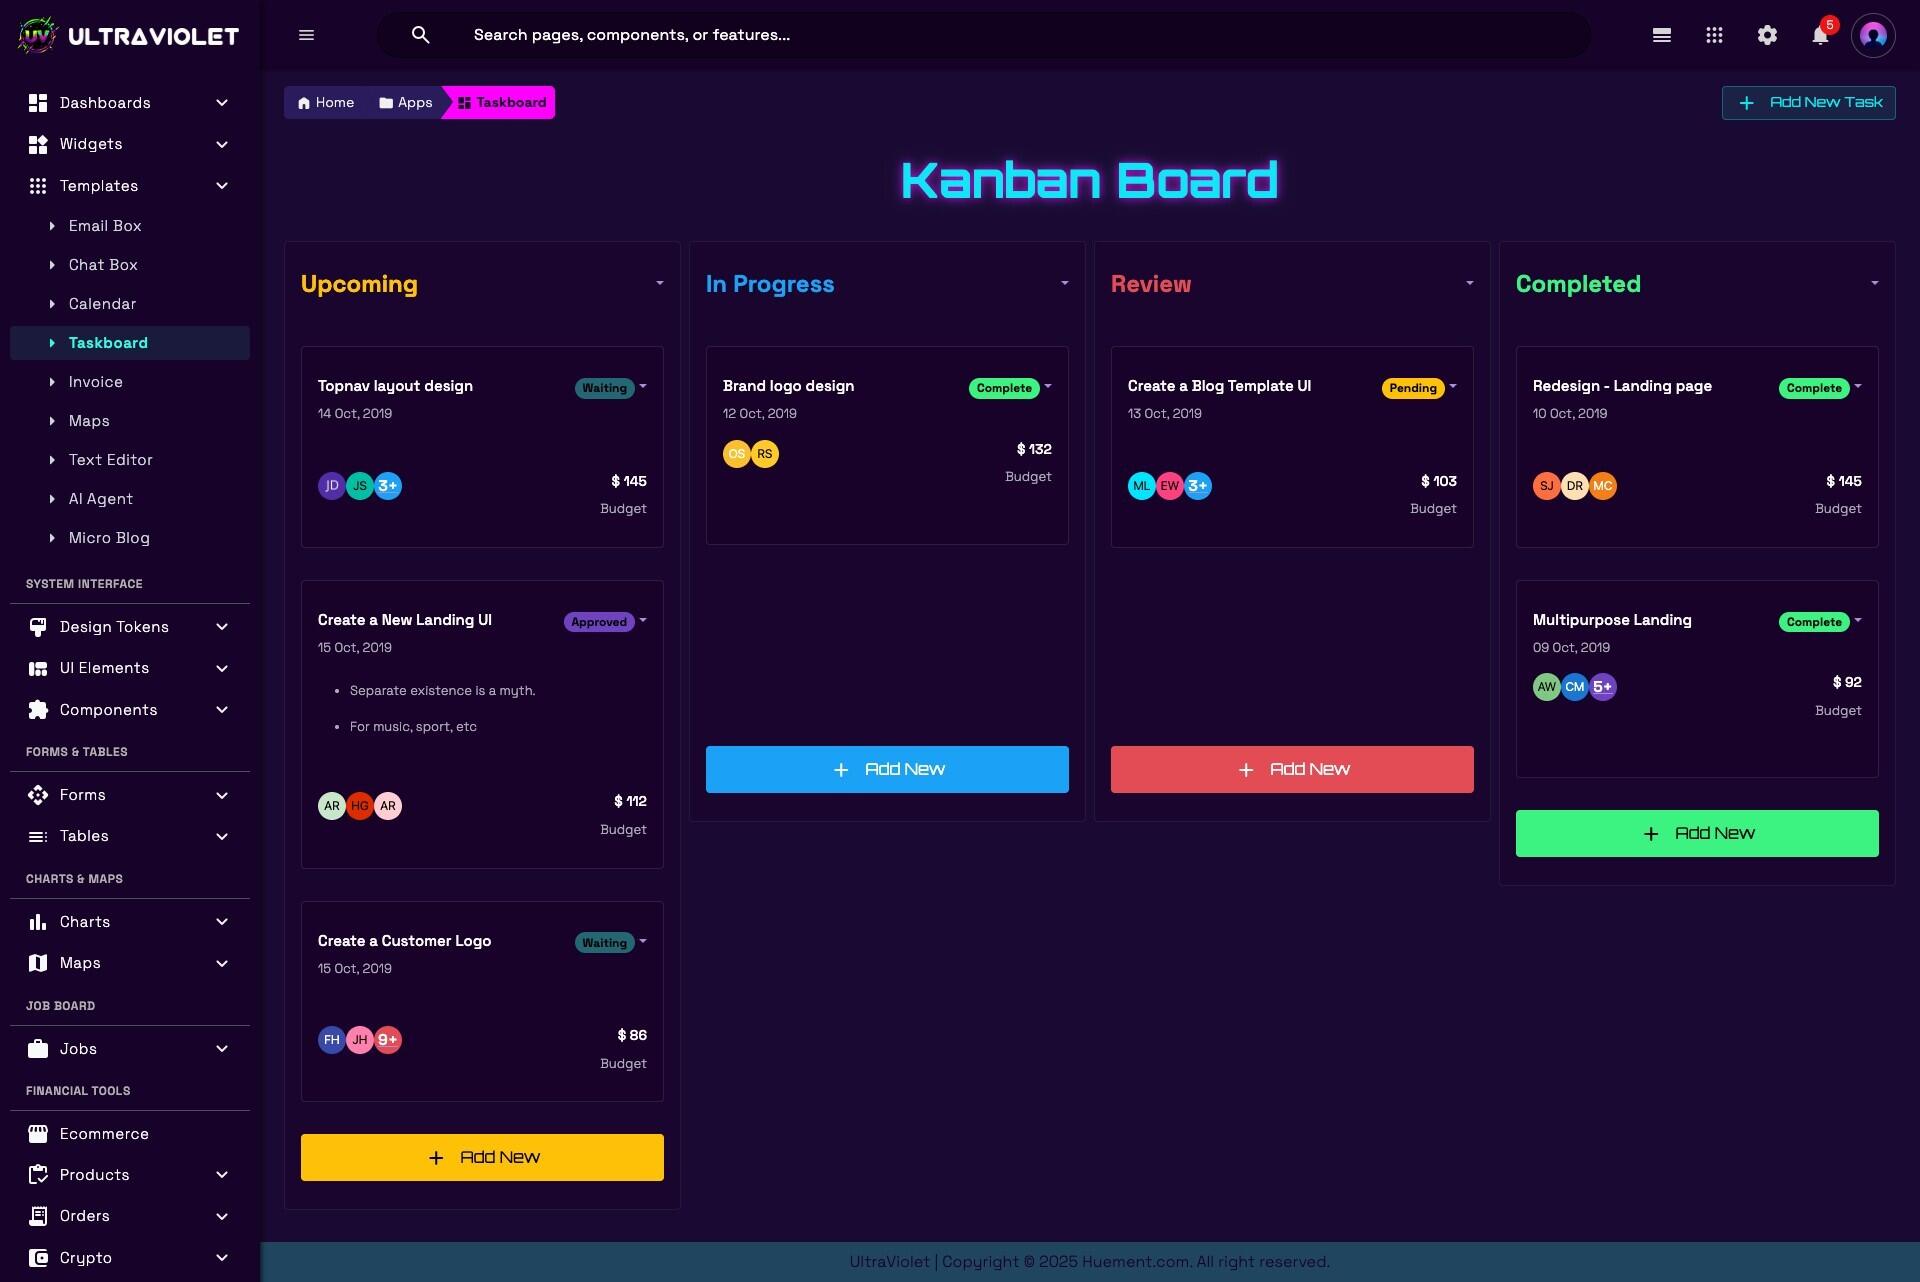 UV ULTRAVIOLET
Search pages, components, or features...
5
Dashboards
Widgets
Templates
Email Box
Chat Box
Calendar
Taskboard
Invoice
Maps
Text Editor
AI Agent
Micro Blog
SYSTEM INTERFACE
Design Tokens
UI Elements
Components
FORMS & TABLES
Forms
Tables
CHARTS & MAPS
Charts
Maps
JOB BOARD
Jobs
FINANCIAL TOOLS
Ecommerce
Products
Orders
Crypto
Home Apps Taskboard
Add New Task
Kanban Board
Upcoming
Topnav layout design Waiting
14 Oct, 2019
JD JS 3+ $ 145
Budget
Create a New Landing UI Approved
15 Oct, 2019
• Separate existence is a myth.
• For music, sport, etc
AR HG AR $ 112
Budget
Create a Customer Logo Waiting
15 Oct, 2019
FH JH 9+ $ 86
Budget
+ Add New
In Progress
Brand logo design Complete
12 Oct, 2019
OS RS $ 132
Budget
+ Add New
Review
Create a Blog Template UI Pending
13 Oct, 2019
ML EW 3+ $ 103
Budget
+ Add New
Completed
Redesign - Landing page Complete
10 Oct, 2019
SJ DR MC $ 145
Budget
Multipurpose Landing Complete
09 Oct, 2019
AW CM 5+ $ 92
Budget
+ Add New
UltraViolet | Copyright © 2025 Huement.com. All right reserved.